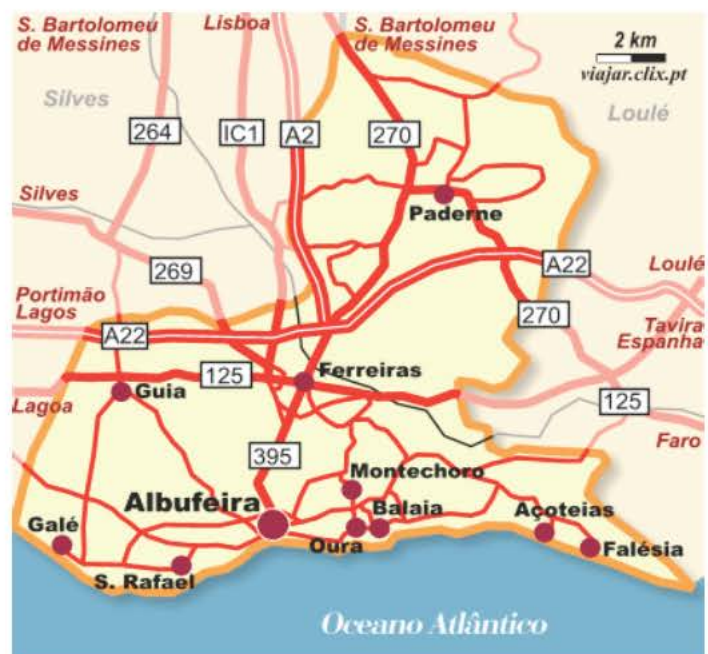 S. Bartolomeu
de Messines
Lisboa
S. Bartolomeu
de Messines
2 km
viajar.clix.pt
Silves
Loulé
264
IC1
A2
270
Silves
Paderne
269
A22
Loulé
Portimão
Lagos
A22
270
Tavira
Espanha
125
Ferreiras
Guia
125
Lagoa
Faro
395
Montechoro
Albufeira
Balaia
Açoteias
Galé
Oura
Falésia
S. Rafael
Oceano Atlântico